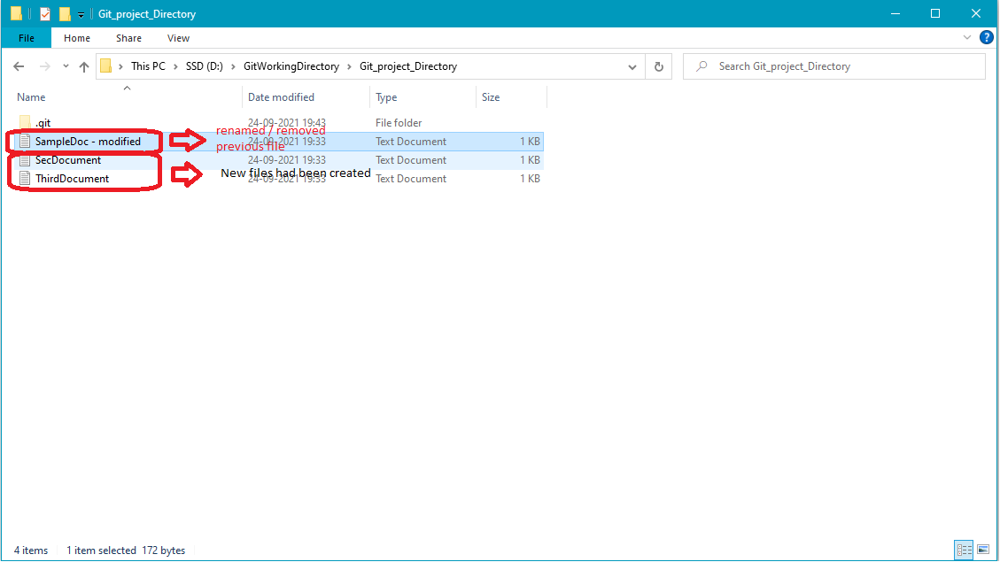 Git_project_Directory
File Home Share View
This PC > SSD (D:) > GitWorkingDirectory > Git_project_Directory
Search Git_project_Directory
Name Date modified Type Size
.git 24-09-2021 19:43 File folder
renamed / removed
SampleDoc - modified 24-09-2021 19:33 Text Document 1 KB
previous file
SecDocument 24-09-2021 19:33 Text Document 1 KB
New files had been created
ThirdDocument 24-09-2021 19:33 Text Document 1 KB
4 items 1 item selected 172 bytes